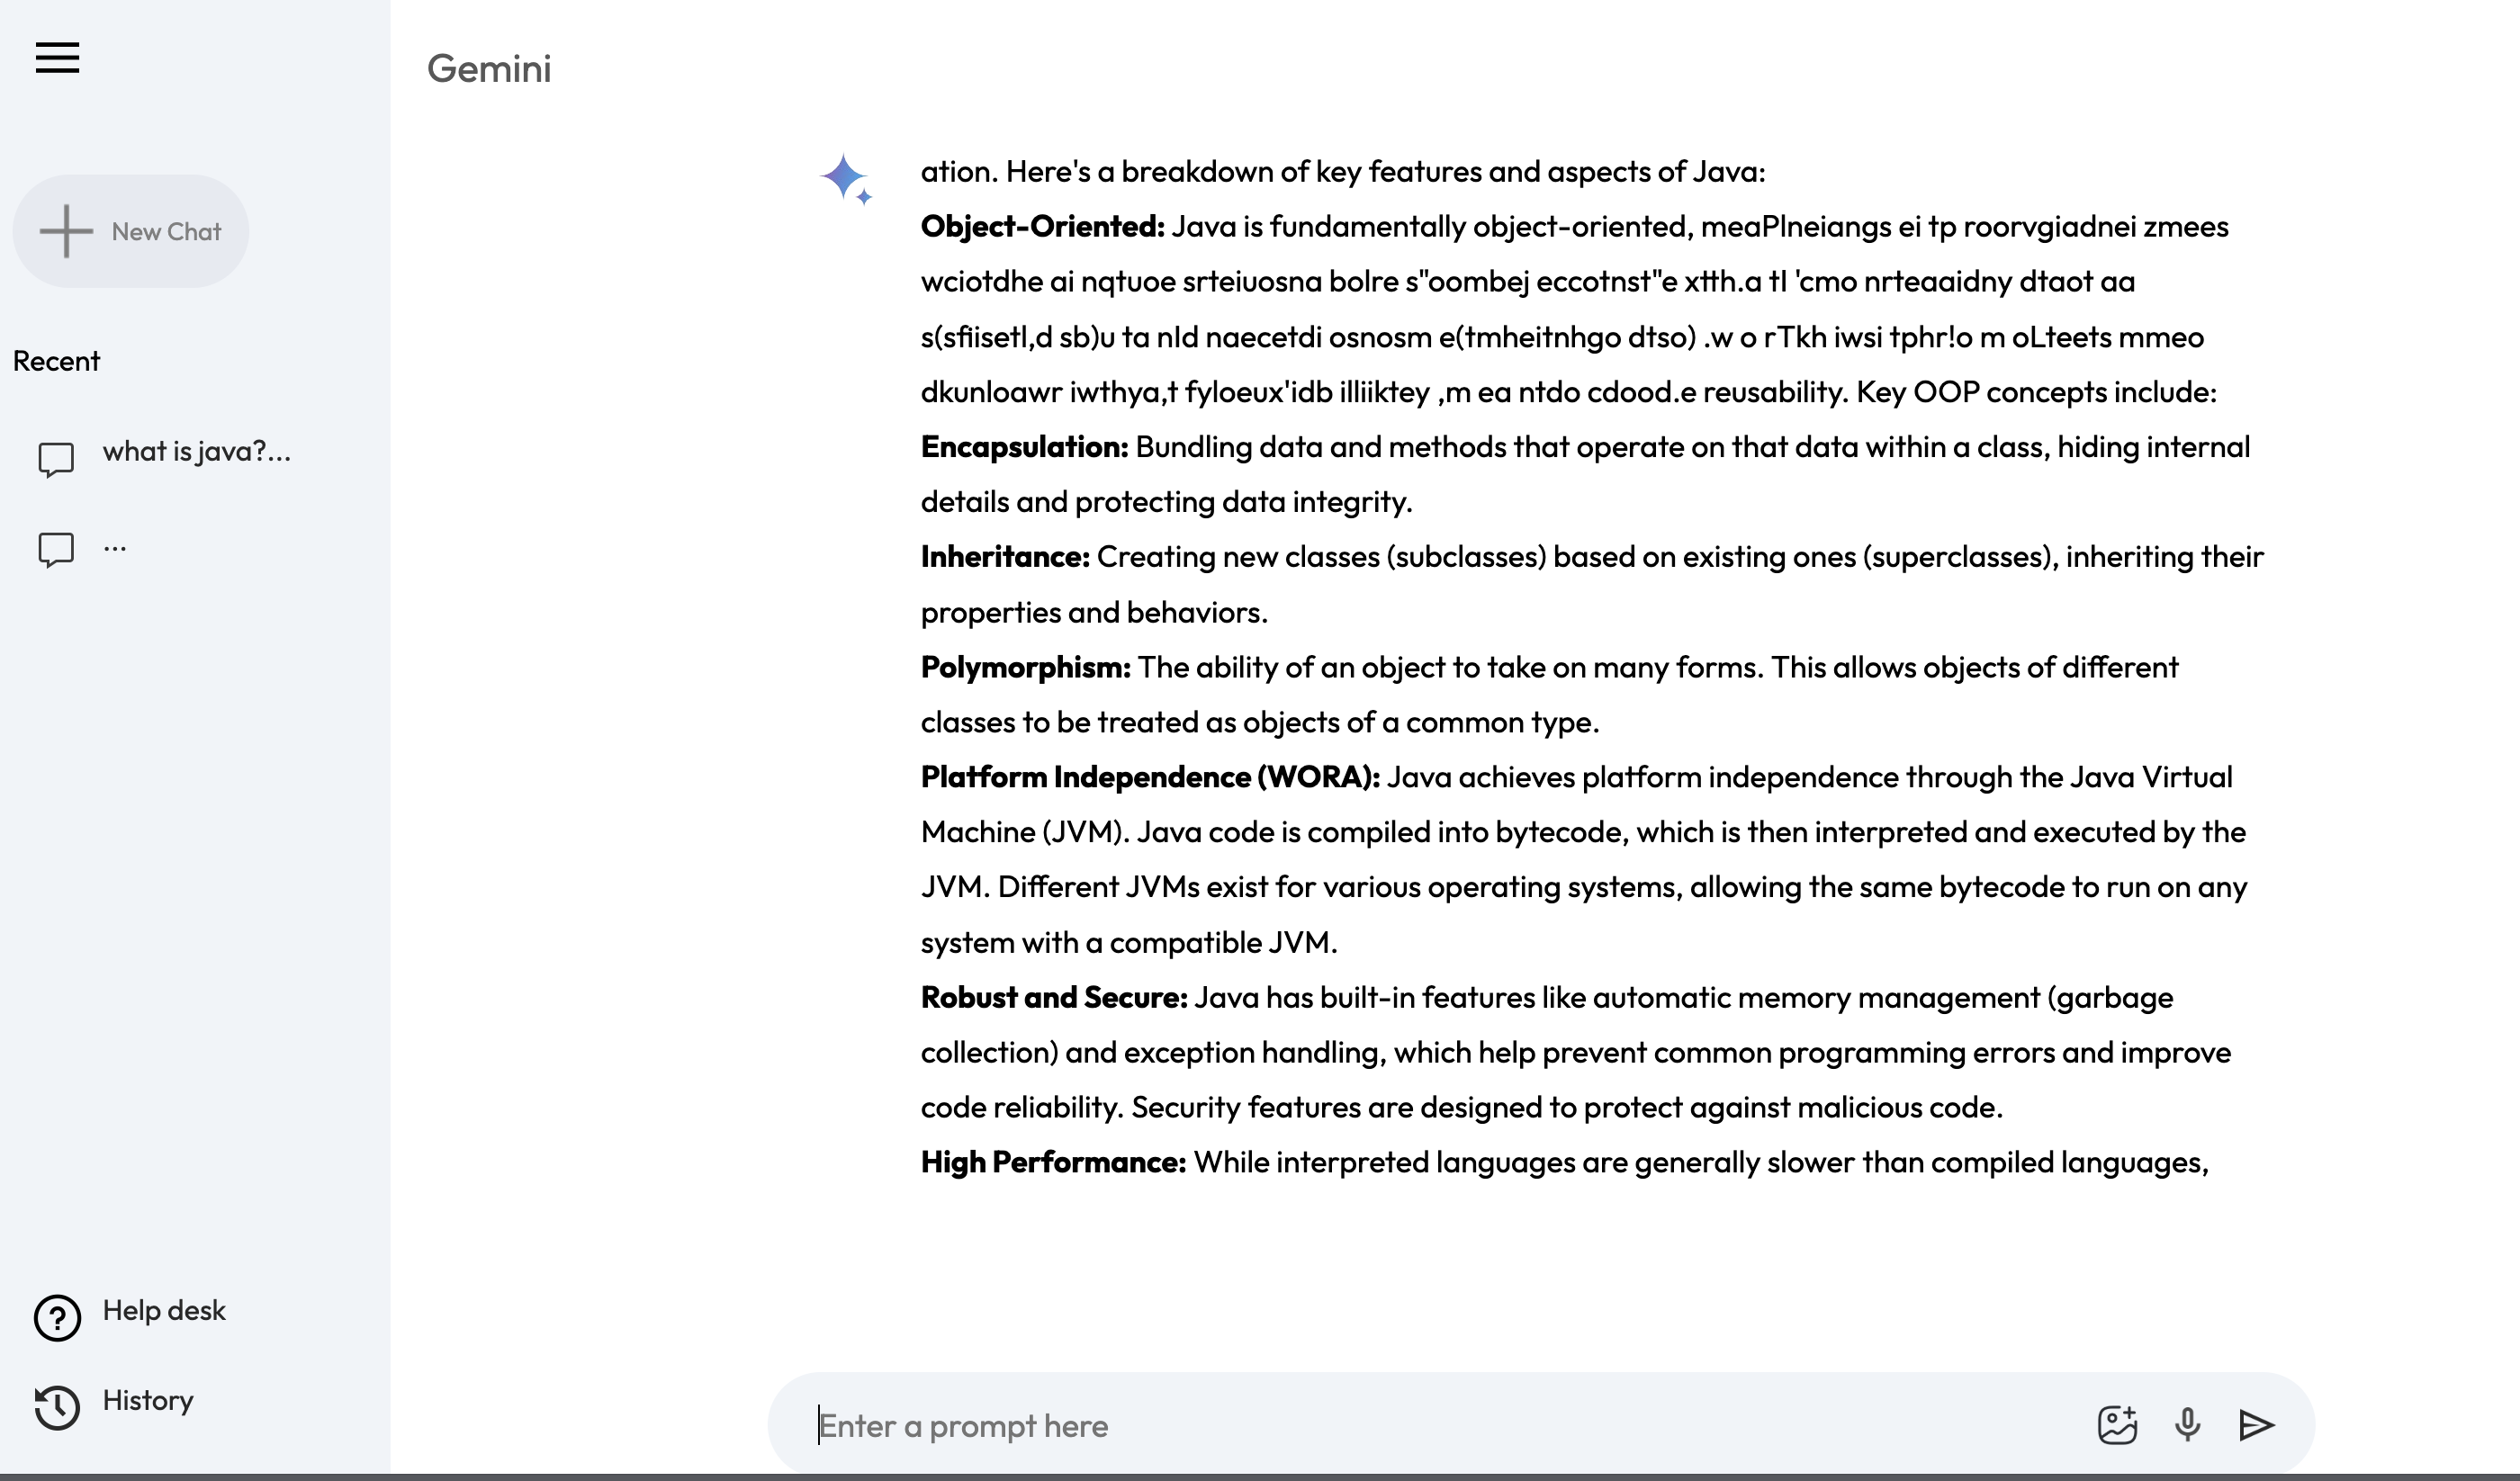 Gemini
New Chat
Recent
what is java?...
...
Help desk
History
ation. Here's a breakdown of key features and aspects of Java:
Object-Oriented: Java is fundamentally object-oriented, meaPlneiangs ei tp roorvgiadnei zmees
wciotdhe ai nqtuoe srteiuosna bolre s"oombej eccotnst"e xtth.a tl 'cmo nrteaaidny dtaot aa
s(sfiisetl,d sb)u ta nld naecetdi osnosm e(tmheitnhgo dtso) .w o rTkh iwsi tphr!o m oLteets mmeo
dkunloawr iwthya,t fyloeux'idb illiiktey ,m ea ntdo cdood.e reusability. Key OOP concepts include:
Encapsulation: Bundling data and methods that operate on that data within a class, hiding internal
details and protecting data integrity.
Inheritance: Creating new classes (subclasses) based on existing ones (superclasses), inheriting their
properties and behaviors.
Polymorphism: The ability of an object to take on many forms. This allows objects of different
classes to be treated as objects of a common type.
Platform Independence (WORA): Java achieves platform independence through the Java Virtual
Machine (JVM). Java code is compiled into bytecode, which is then interpreted and executed by the
JVM. Different JVMs exist for various operating systems, allowing the same bytecode to run on any
system with a compatible JVM.
Robust and Secure: Java has built-in features like automatic memory management (garbage
collection) and exception handling, which help prevent common programming errors and improve
code reliability. Security features are designed to protect against malicious code.
High Performance: While interpreted languages are generally slower than compiled languages,
Enter a prompt here